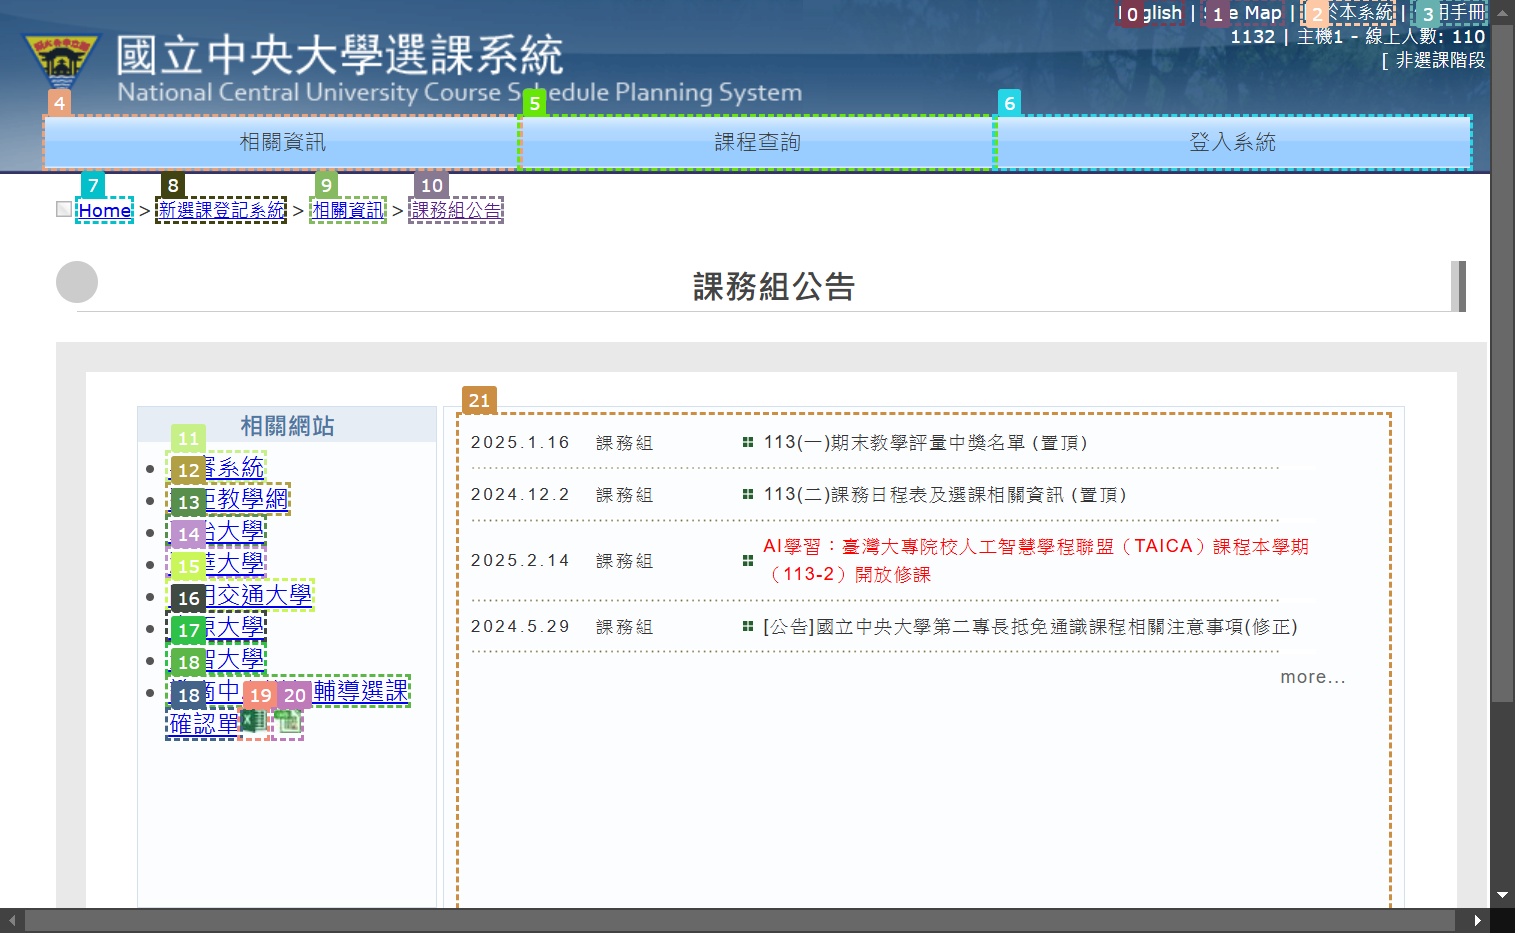 English | Site Map | 關於本系統 | 使用手冊
1132 | 主機1 - 線上人數: 110
[ 非選課階段
國立中央大學選課系統
National Central University Course Schedule Planning System
相關資訊 課程查詢 登入系統
Home > 新選課登記系統 > 相關資訊 > 課務組公告
課務組公告
相關網站
審系統
教學網
大學
大學
交通大學
大學
大學
輔導選課
確認單
2025.1.16 課務組 113(一)期末教學評量中獎名單 (置頂)
2024.12.2 課務組 113(二)課務日程表及選課相關資訊 (置頂)
2025.2.14 課務組 AI學習：臺灣大專院校人工智慧學程聯盟（TAICA）課程本學期
（113-2）開放修課
2024.5.29 課務組 [公告]國立中央大學第二專長抵免通識課程相關注意事項(修正)
more...
0
1
2
3
4
5
6
7
8
9
10
11
12
13
14
15
16
17
18
18
19
20
21